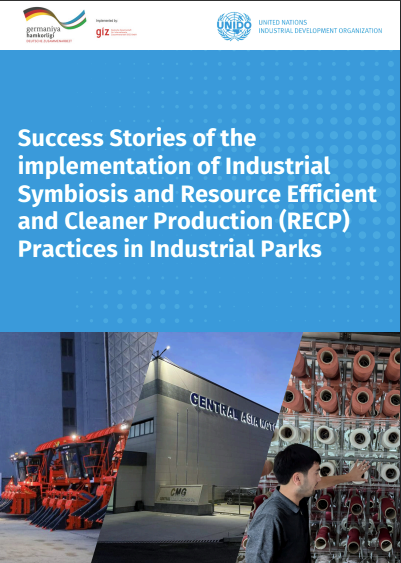 germaniya
hamkorligi
DEUTSCHE ZUSAMMENARBEIT
Implemented by
giz
UNIDO
UNITED NATIONS
INDUSTRIAL DEVELOPMENT ORGANIZATION
Success Stories of the
implementation of Industrial
Symbiosis and Resource Efficient
and Cleaner Production (RECP)
Practices in Industrial Parks
CENTRAL ASIA MOT
CMG